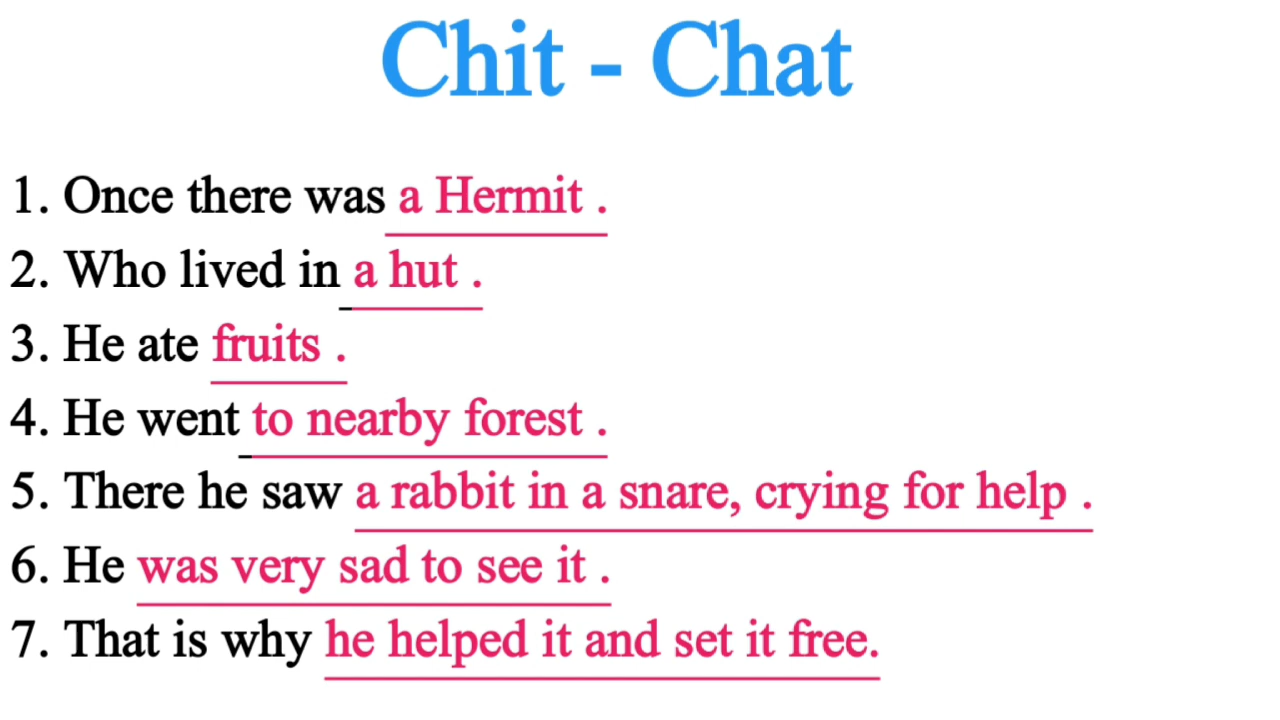 Chit - Chat
1. Once there was a Hermit .
2. Who lived in a hut .
3. He ate fruits .
4. He went to nearby forest .
5. There he saw a rabbit in a snare, crying for help .
6. He was very sad to see it .
7. That is why he helped it and set it free.